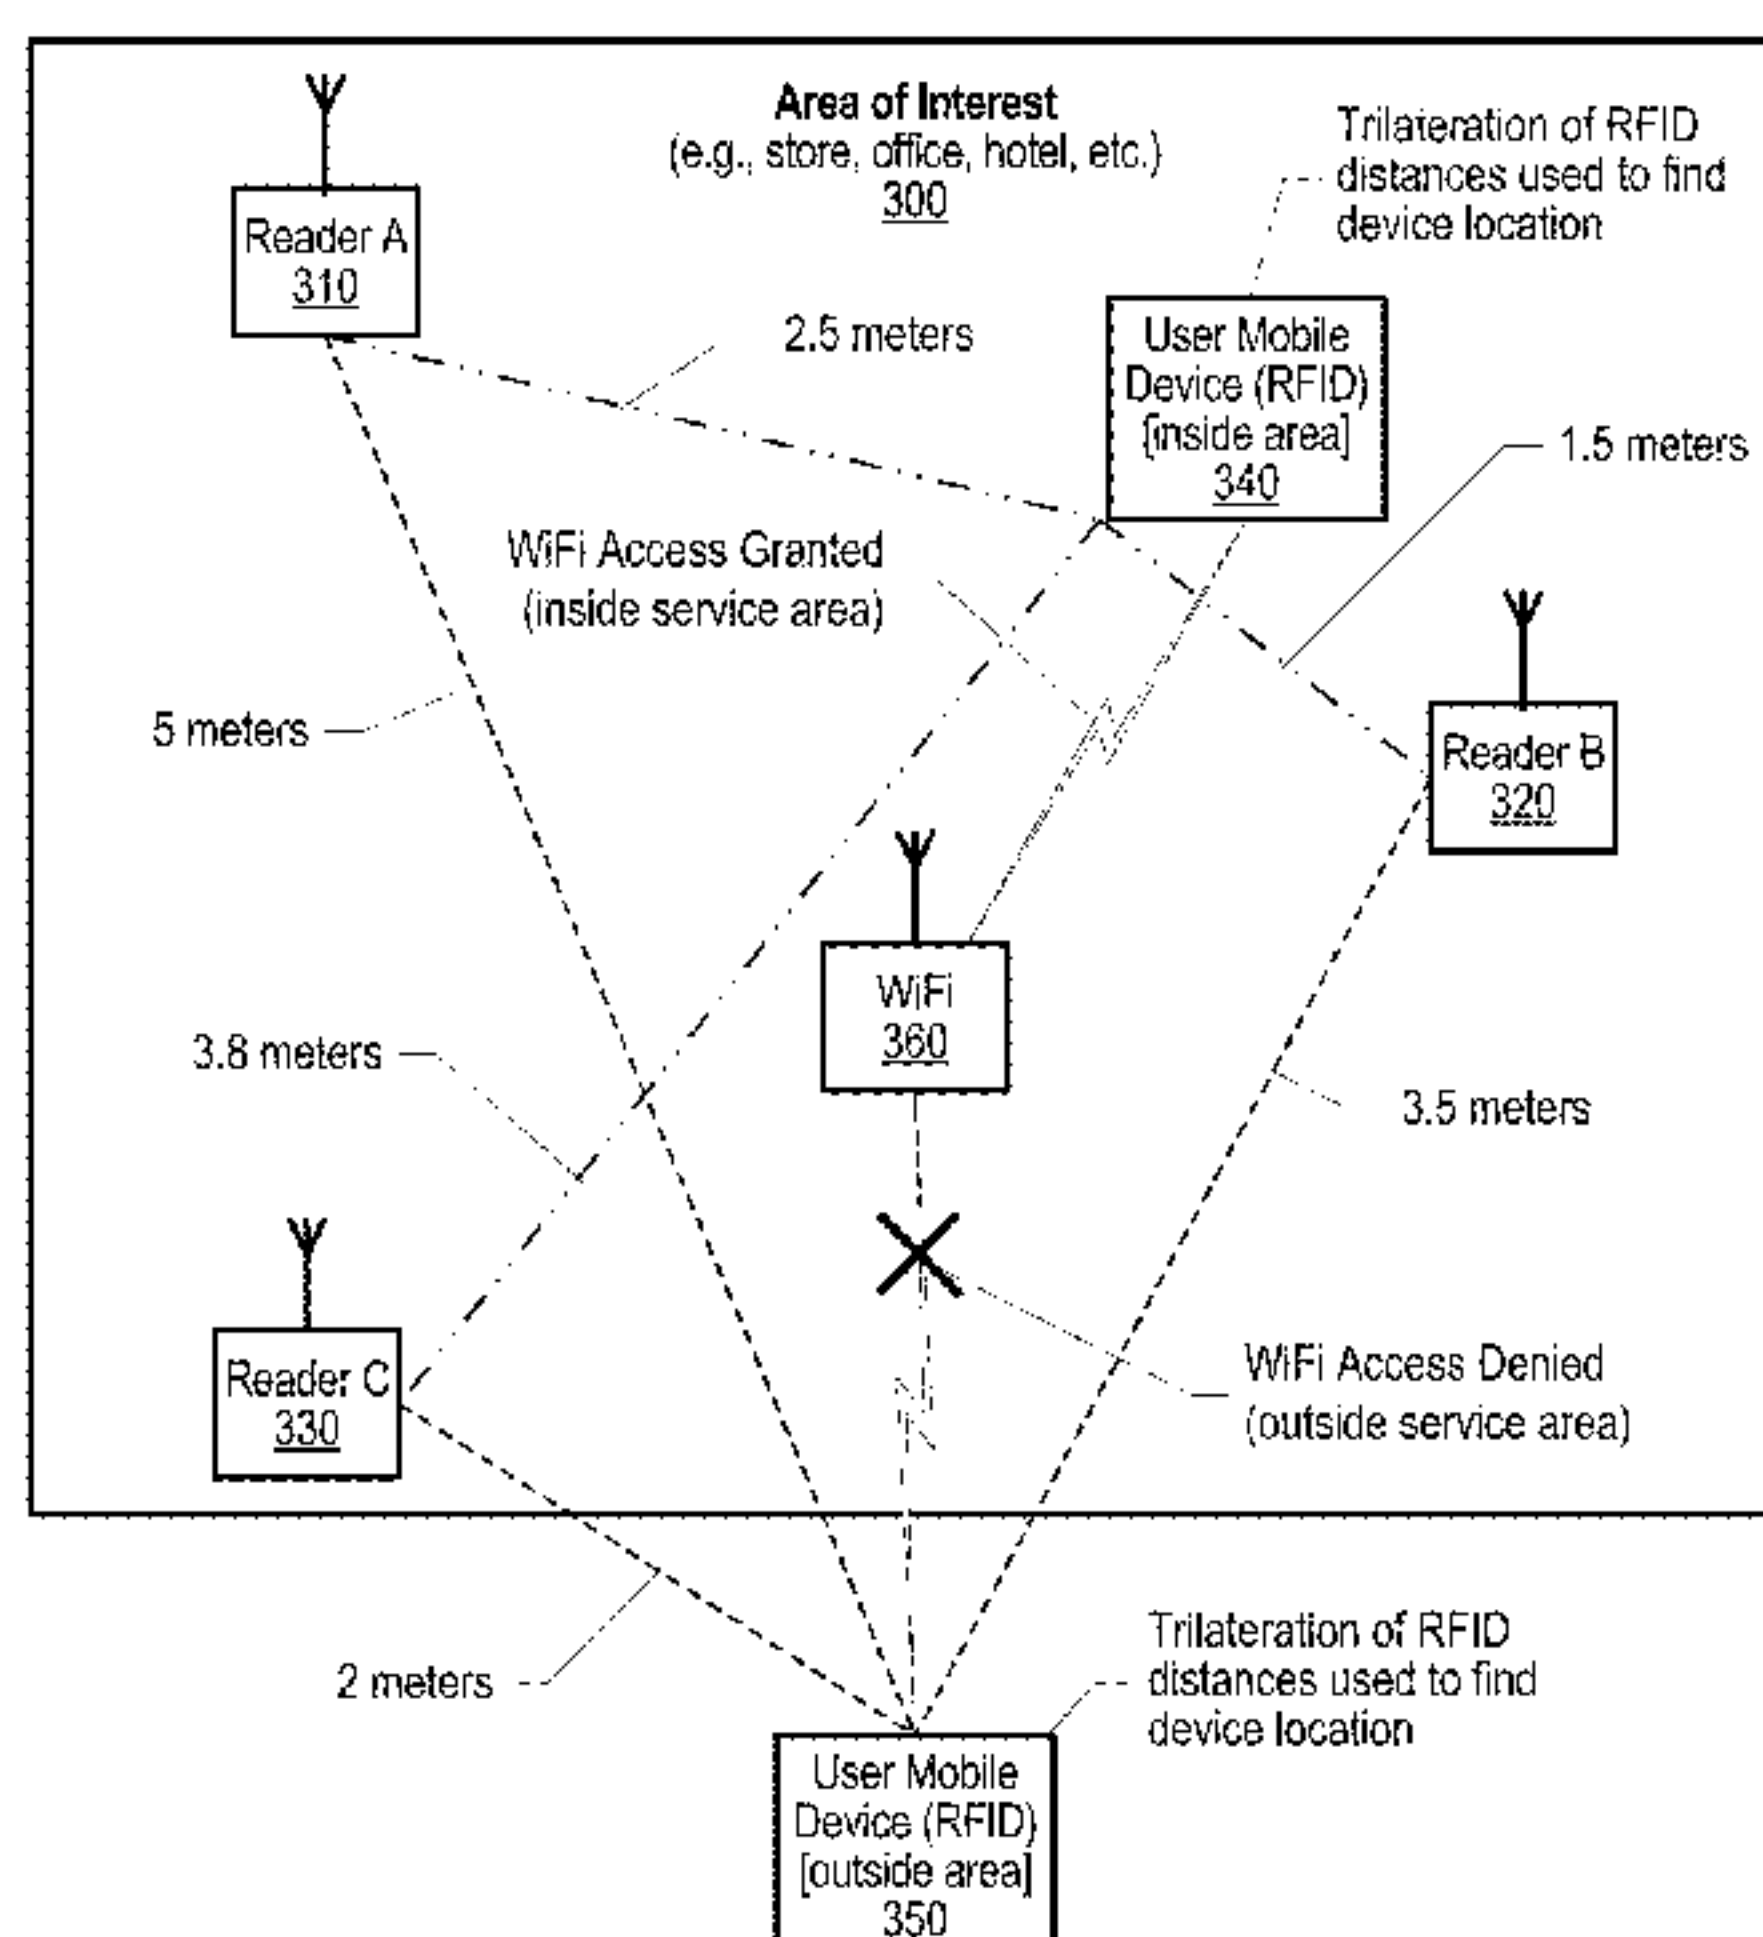 Area of Interest
(e.g., store, office, hotel, etc.)
300
Trilateration of RFID
distances used to find
device location
Reader A
310
2.5 meters
User Mobile
Device (RFID)
[inside area]
340
1.5 meters
WiFi Access Granted
(inside service area)
5 meters
Reader B
320
WiFi
360
3.8 meters
3.5 meters
Reader C
330
WiFi Access Denied
(outside service area)
2 meters
Trilateration of RFID
distances used to find
device location
User Mobile
Device (RFID)
[outside area]
350